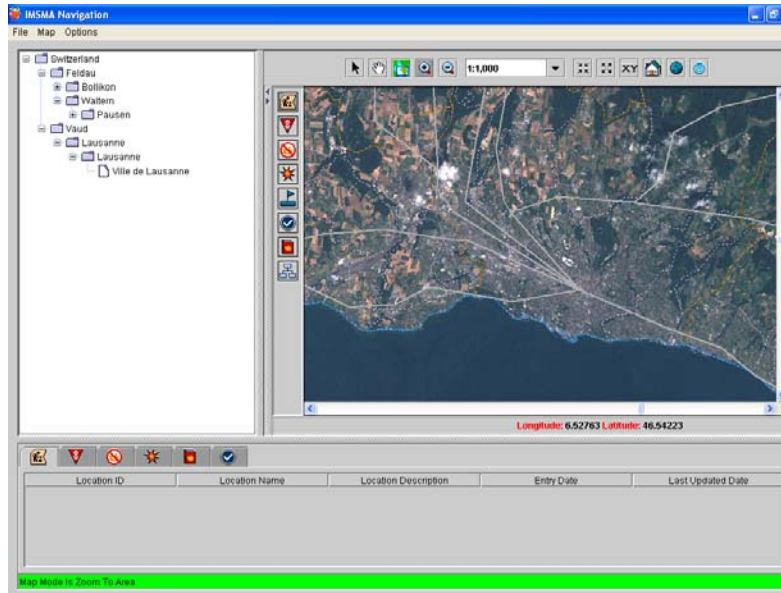 IMSMA Navigation
File Map Options
Switzerland
Feldau
Bollikon
Waltern
Pausen
Vaud
Lausanne
Lausanne
Ville de Lausanne
1:1,000
XY
Longitude: 6.52763 Latitude: 46.54223
Location ID Location Name Location Description Entry Date Last Updated Date
Map Mode Is Zoom To Area